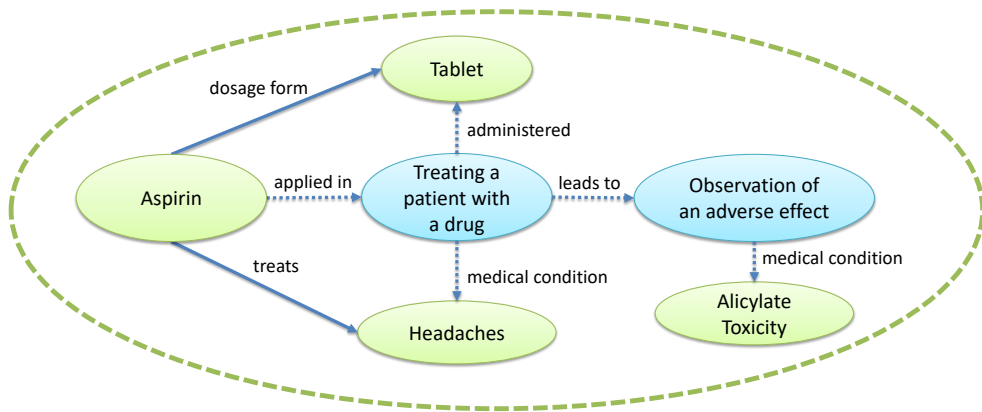 Tablet
dosage form
administered
Aspirin
applied in
Treating a
patient with
a drug
leads to
Observation of
an adverse effect
treats
medical condition
medical condition
Headaches
Alicylate
Toxicity